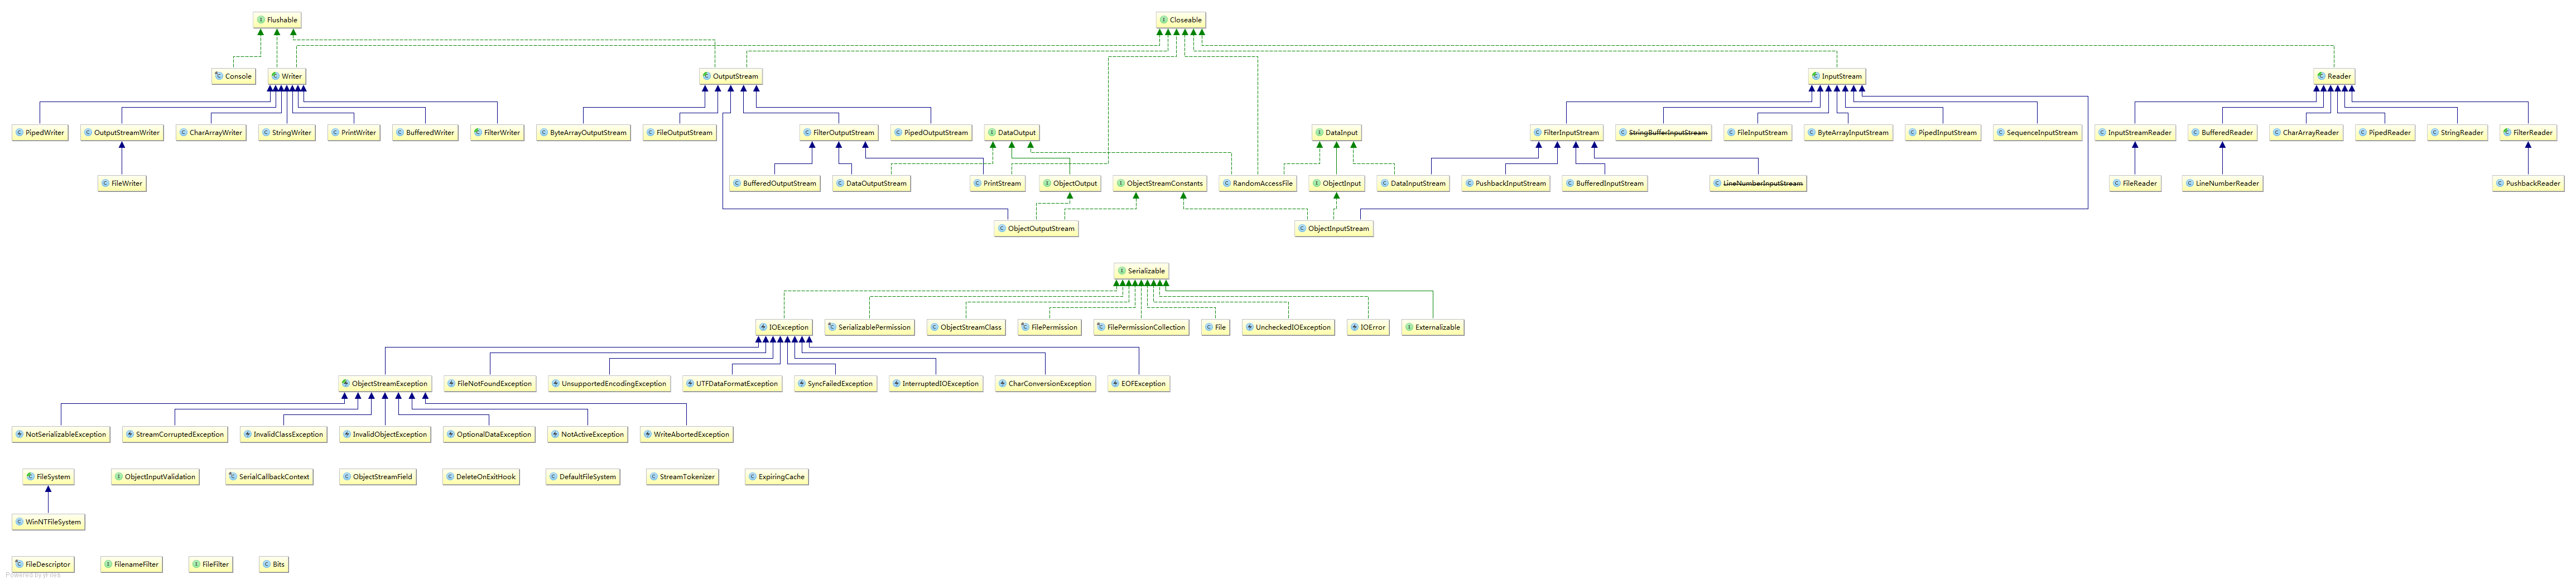 Flushable
Closeable
Console
Writer
OutputStream
InputStream
Reader
PipedWriter
OutputStreamWriter
CharArrayWriter
StringWriter
PrintWriter
BufferedWriter
FilterWriter
ByteArrayOutputStream
FileOutputStream
FilterOutputStream
PipedOutputStream
DataOutput
DataInput
FilterInputStream
StringBufferInputStream
FileInputStream
ByteArrayInputStream
PipedInputStream
SequenceInputStream
InputStreamReader
BufferedReader
CharArrayReader
PipedReader
StringReader
FilterReader
FileWriter
BufferedOutputStream
DataOutputStream
PrintStream
ObjectOutput
ObjectStreamConstants
RandomAccessFile
ObjectInput
DataInputStream
PushbackInputStream
BufferedInputStream
LineNumberInputStream
FileReader
LineNumberReader
PushbackReader
ObjectOutputStream
ObjectInputStream
Serializable
IOException
SerializablePermission
ObjectStreamClass
FilePermission
FilePermissionCollection
File
UncheckedIOException
IOError
Externalizable
ObjectStreamException
FileNotFoundException
UnsupportedEncodingException
UTFDataFormatException
SyncFailedException
InterruptedIOException
CharConversionException
EOFException
NotSerializableException
StreamCorruptedException
InvalidClassException
InvalidObjectException
OptionalDataException
NotActiveException
WriteAbortedException
FileSystem
ObjectInputValidation
SerialCallbackContext
ObjectStreamField
DeleteOnExitHook
DefaultFileSystem
StreamTokenizer
ExpiringCache
WinNTFileSystem
FileDescriptor
FilenameFilter
FileFilter
Bits
Powered by yFiles